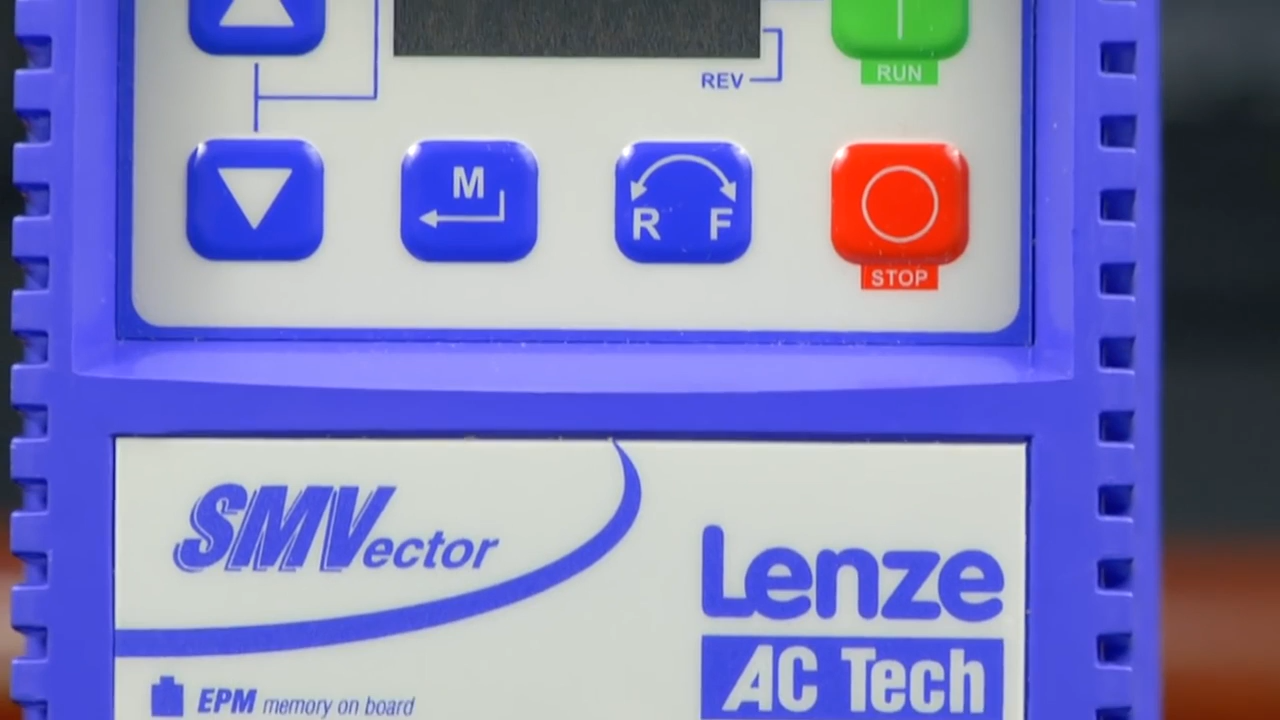 REV
RUN
M
R F
STOP
SMVector
Lenze
AC Tech
EPM memory on board